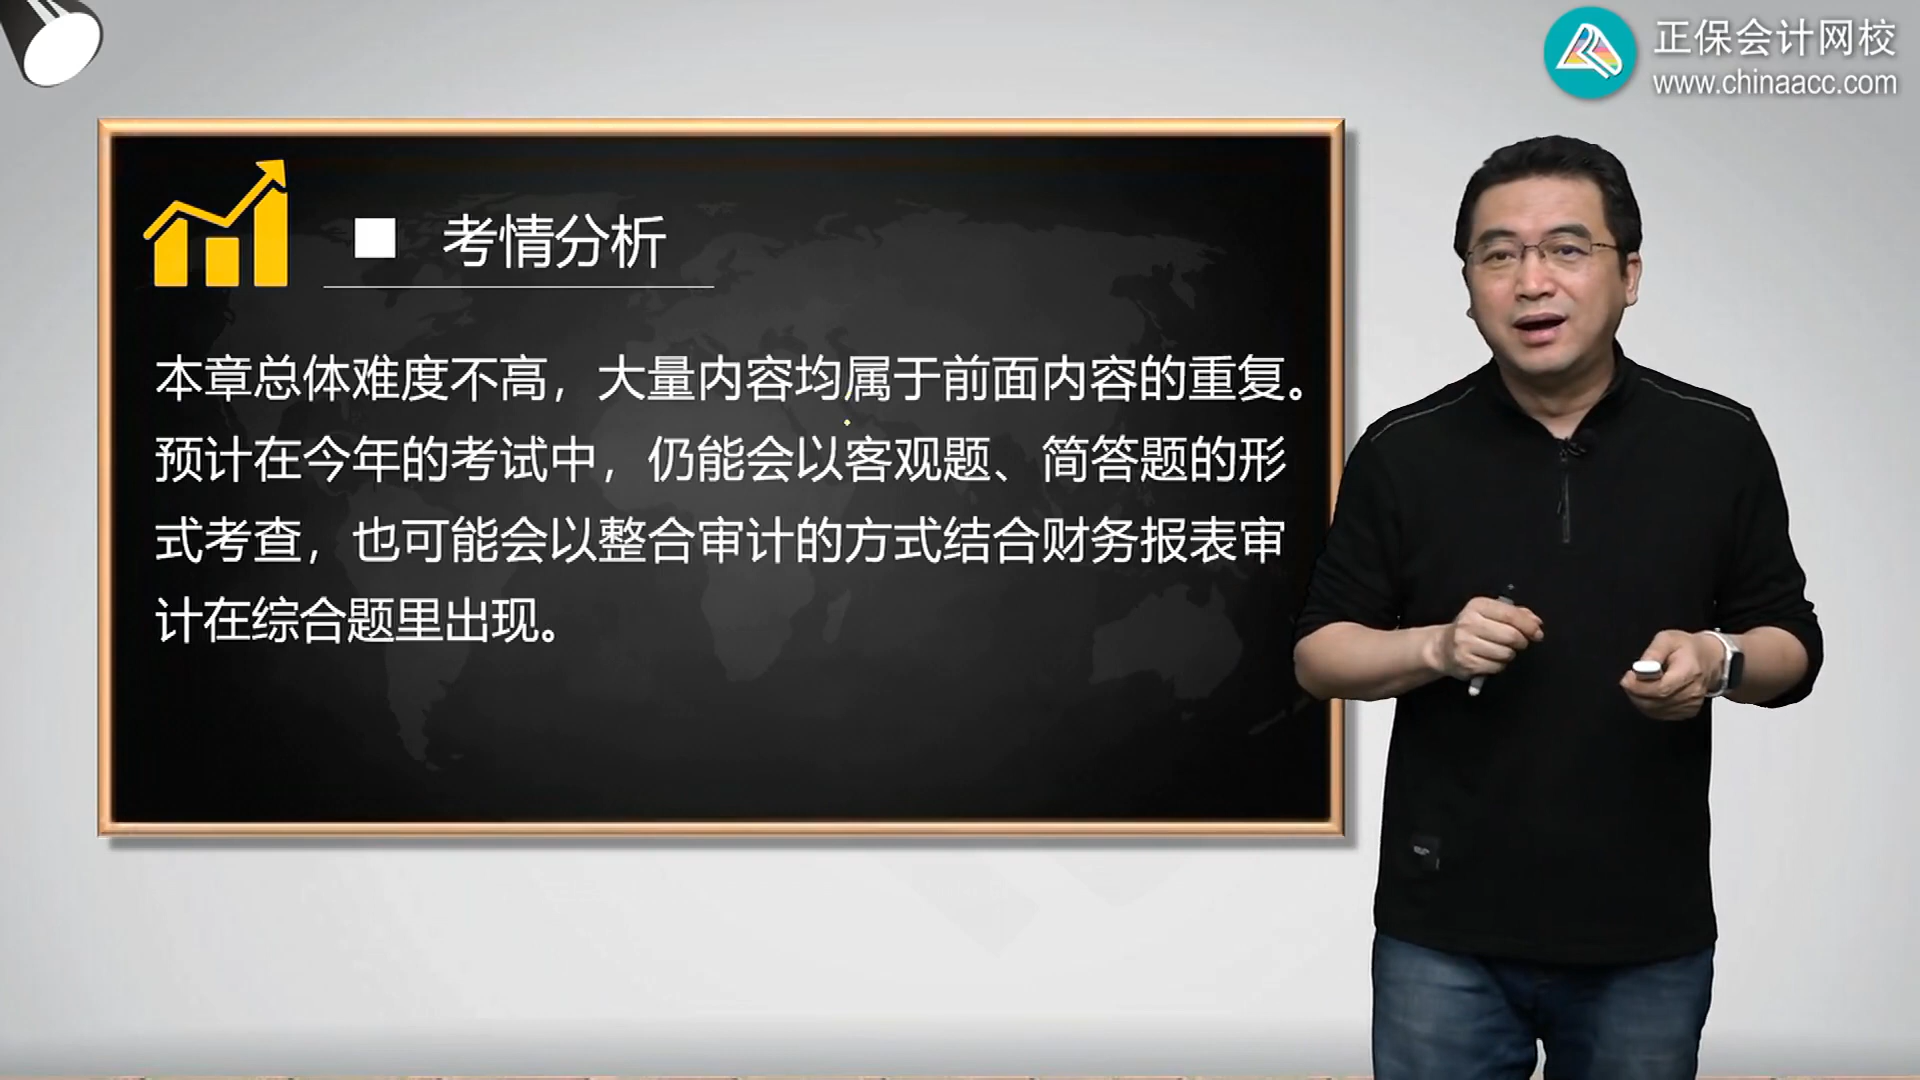 正保会计网校
www.chinaacc.com
考情分析
本章总体难度不高，大量内容均属于前面内容的重复。
预计在今年的考试中，仍能会以客观题、简答题的形
式考查，也可能会以整合审计的方式结合财务报表审
计在综合题里出现。